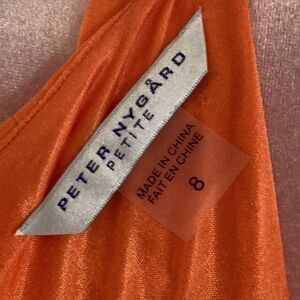 PETER NYGÅRD
PETITE
MADE IN CHINA
FAIT EN CHINE
8